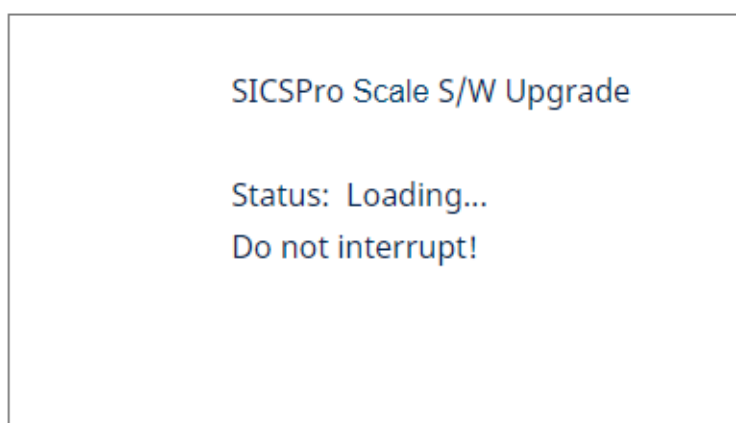 SICSPro Scale S/W Upgrade
Status: Loading...
Do not interrupt!